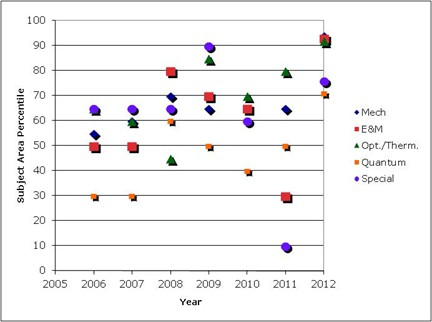 100
90
80
70
60
50
40
30
20
10
0
Subject Area Percentile
2005 2006 2007 2008 2009 2010 2011 2012
Year
Mech
E&M
Opt./Therm.
Quantum
Special